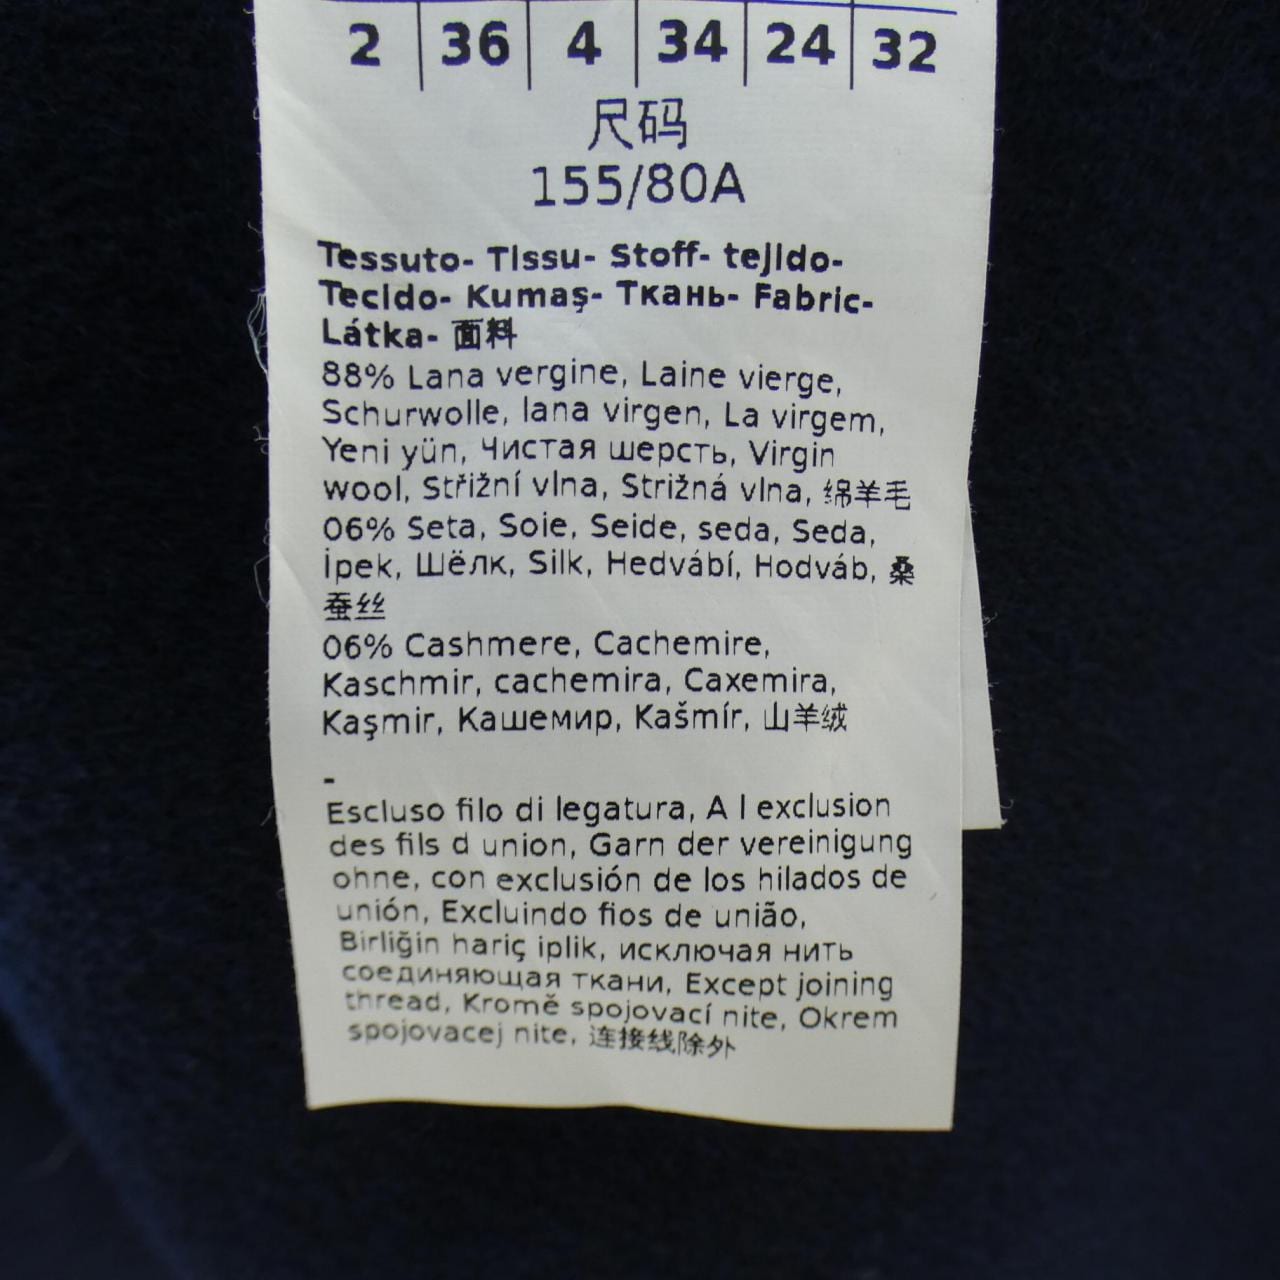 2 36 4 34 24 32
尺码
155/80A
Tessuto- Tissu- Stoff- tejido-
Tecido- Kumaş- Ткань- Fabric-
Látka- 面料
88% Lana vergine, Laine vierge,
Schurwolle, lana virgen, La virgem,
Yeni yün, Чистая шерсть, Virgin
wool, Střižní vlna, Strižná vlna, 绵羊毛
06% Seta, Soie, Seide, seda, Seda,
İpek, Шёлк, Silk, Hedvábí, Hodváb, 桑
蚕丝
06% Cashmere, Cachemire,
Kaschmir, cachemira, Caxemira,
Kaşmir, Кашемир, Kašmír, 山羊绒
-
Escluso filo di legatura, A l exclusion
des fils d union, Garn der vereinigung
ohne, con exclusión de los hilados de
unión, Excluindo fios de união,
Birliğin hariç iplik, исключая нить
соединяющая ткани, Except joining
thread, Kromě spojovací nite, Okrem
spojovacej nite, 连接线除外